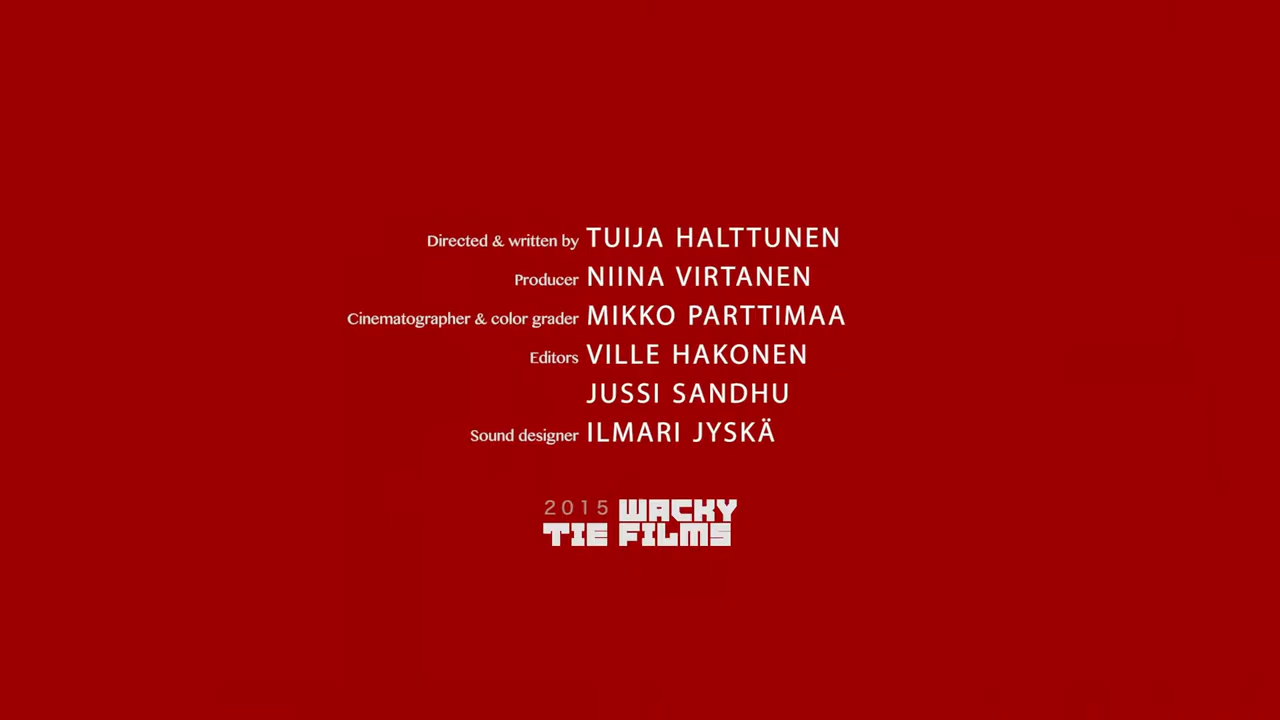 Directed & written by TUIJA HALTTUNEN
Producer NIINA VIRTANEN
Cinematographer & color grader MIKKO PARTTIMAA
Editors VILLE HAKONEN
JUSSI SANDHU
Sound designer ILMARI JYSKÄ
2015 WACKY
TIE FILMS